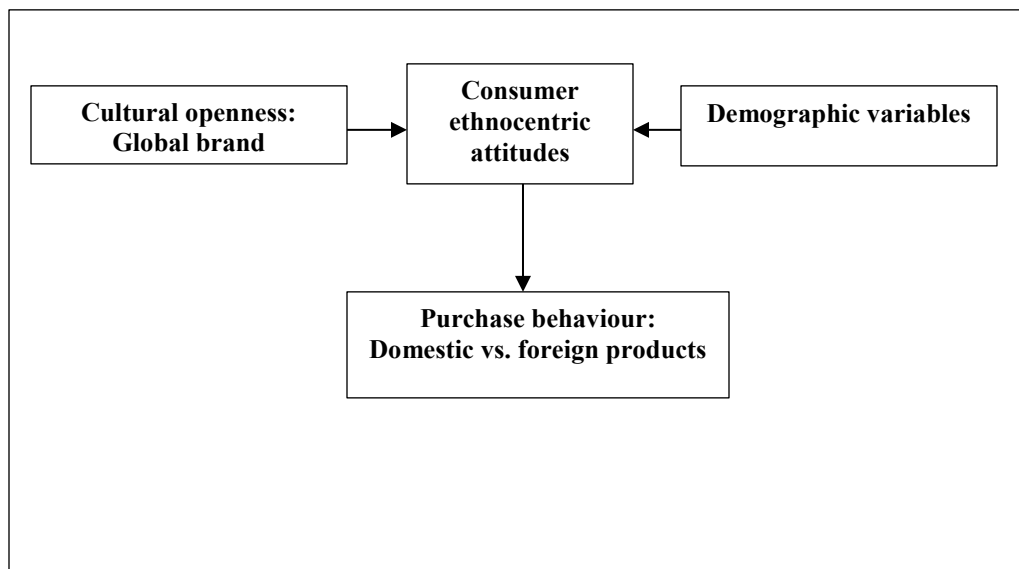 Cultural openness:
Global brand
Consumer
ethnocentric
attitudes
Demographic variables
Purchase behaviour:
Domestic vs. foreign products